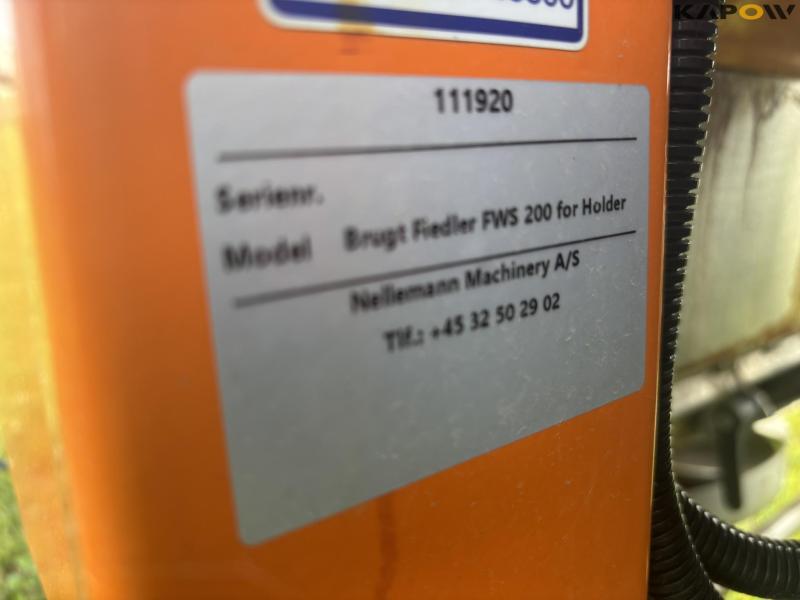 KAPOW
111920
Serienr.
Model Brugt Fiedler FWS 200 for Holder
Nellemann Machinery A/S
Tlf.: +45 32 50 29 02